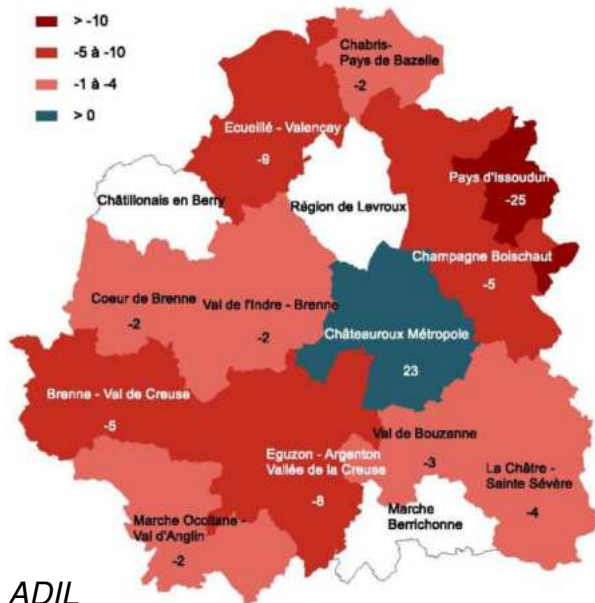 > -10
-5 à -10
-1 à -4
> 0
Chabris-
Pays de Bazelle
-2
Ecueillé - Valençay
-9
Pays d'Issoudun
-25
Châtillonais en Berry
Région de Levroux
Champagne Boischaut
-5
Coeur de Brenne
-2
Val de l'Indre - Brenne
-2
Châteauroux Métropole
23
Brenne - Val de Creuse
-5
Val de Bouzanne
-3
Eguzon - Argenton
Vallée de la Creuse
-8
La Châtre -
Sainte Sévère
-4
Marche
Berrichonne
Marche Occitane -
Val d'Anglin
-2
ADIL